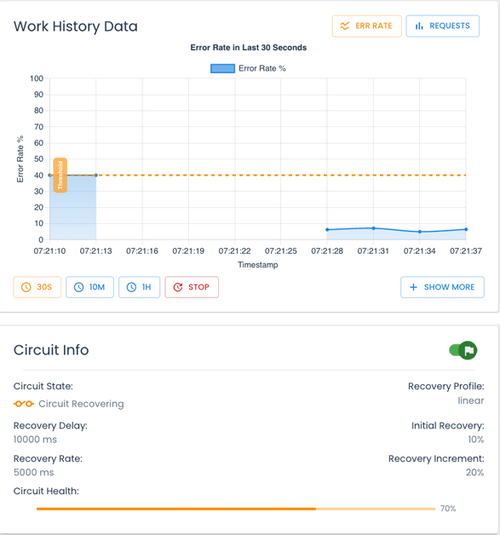 Work History Data
ERR RATE
REQUESTS
Error Rate in Last 30 Seconds
Error Rate %
100
90
80
70
60
50
40
30
20
10
0
Error Rate %
Threshold
07:21:10 07:21:13 07:21:16 07:21:19 07:21:22 07:21:25 07:21:28 07:21:31 07:21:34 07:21:37
Timestamp
30S
10M
1H
STOP
SHOW MORE
Circuit Info
Circuit State:
Circuit Recovering
Recovery Profile:
linear
Recovery Delay:
10000 ms
Initial Recovery:
10%
Recovery Rate:
5000 ms
Recovery Increment:
20%
Circuit Health:
70%